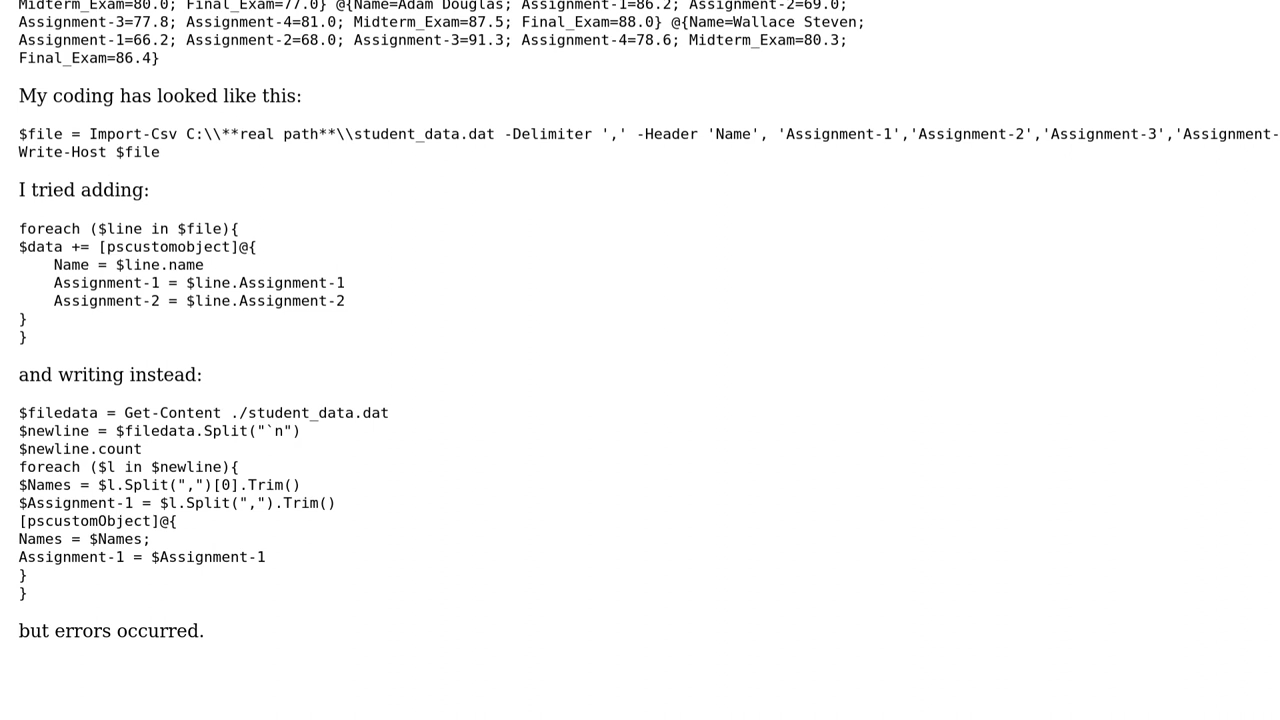 Midterm_Exam=80.0; Final_Exam=77.0} @{Name=Adam Douglas; Assignment-1=86.2; Assignment-2=69.0;
Assignment-3=77.8; Assignment-4=81.0; Midterm_Exam=87.5; Final_Exam=88.0} @{Name=Wallace Steven;
Assignment-1=66.2; Assignment-2=68.0; Assignment-3=91.3; Assignment-4=78.6; Midterm_Exam=80.3;
Final_Exam=86.4}
My coding has looked like this:
$file = Import-Csv C:\\**real path**\\student_data.dat -Delimiter ',' -Header 'Name', 'Assignment-1','Assignment-2','Assignment-3','Assignment-
Write-Host $file
I tried adding:
foreach ($line in $file){
$data += [pscustomobject]@{
    Name = $line.name
    Assignment-1 = $line.Assignment-1
    Assignment-2 = $line.Assignment-2
}
}
and writing instead:
$filedata = Get-Content ./student_data.dat
$newline = $filedata.Split("`n")
$newline.count
foreach ($l in $newline){
$Names = $l.Split(",")[0].Trim()
$Assignment-1 = $l.Split(",").Trim()
[pscustomObject]@{
Names = $Names;
Assignment-1 = $Assignment-1
}
}
but errors occurred.